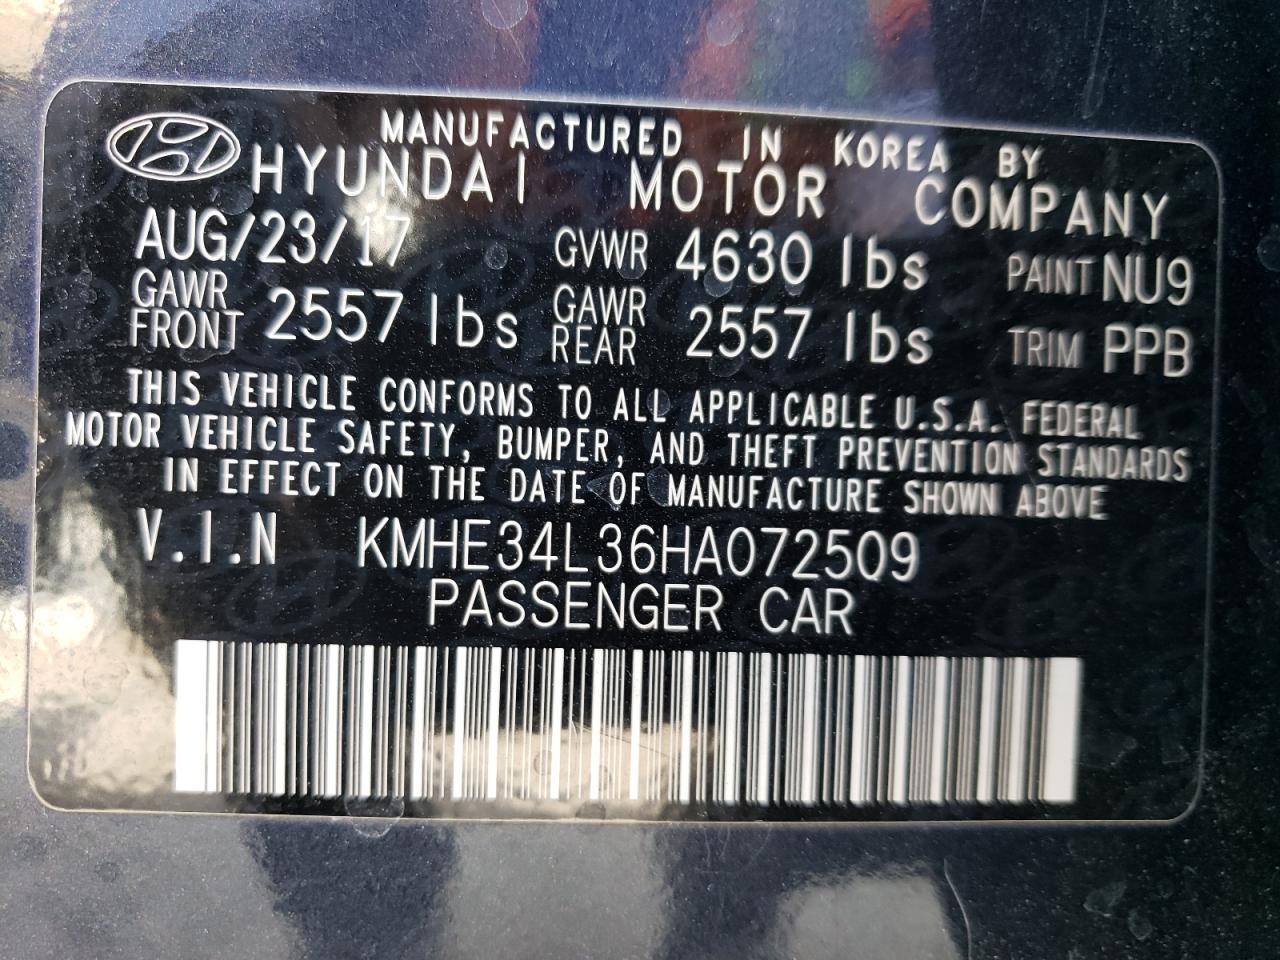 MANUFACTURED IN KOREA BY
HYUNDAI MOTOR COMPANY
AUG/23/17 GVWR 4630 lbs PAINT NU9
GAWR FRONT 2557 lbs GAWR REAR 2557 lbs TRIM PPB
THIS VEHICLE CONFORMS TO ALL APPLICABLE U.S.A. FEDERAL
MOTOR VEHICLE SAFETY, BUMPER, AND THEFT PREVENTION STANDARDS
IN EFFECT ON THE DATE OF MANUFACTURE SHOWN ABOVE
V.I.N KMHE34L36HA072509
PASSENGER CAR